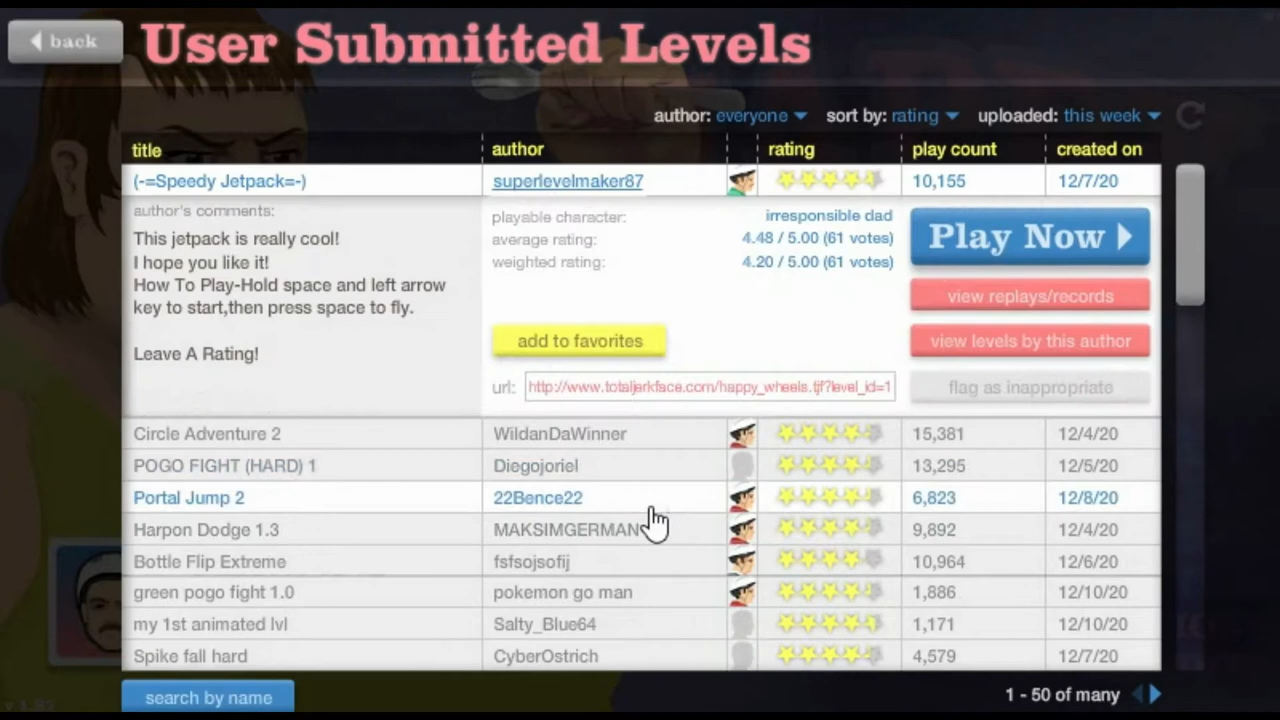 back
User Submitted Levels
author: everyone sort by: rating uploaded: this week
title author rating play count created on
(-=Speedy Jetpack=-) superlevelmaker87 10,155 12/7/20
author's comments:
This jetpack is really cool!
I hope you like it!
How To Play-Hold space and left arrow
key to start,then press space to fly.
Leave A Rating!
playable character: irresponsible dad
average rating: 4.48 / 5.00 (61 votes)
weighted rating: 4.20 / 5.00 (61 votes)
add to favorites
url: http://www.totaljerkface.com/happy_wheels.tjf?level_id=1
Play Now
view replays/records
view levels by this author
flag as inappropriate
Circle Adventure 2 WildanDaWinner 15,381 12/4/20
POGO FIGHT (HARD) 1 Diegojoriel 13,295 12/5/20
Portal Jump 2 22Bence22 6,823 12/8/20
Harpon Dodge 1.3 MAKSIMGERMAN 9,892 12/4/20
Bottle Flip Extreme fsfsojsofij 10,964 12/6/20
green pogo fight 1.0 pokemon go man 1,886 12/10/20
my 1st animated lvl Salty_Blue64 1,171 12/10/20
Spike fall hard CyberOstrich 4,579 12/7/20
search by name
1 - 50 of many